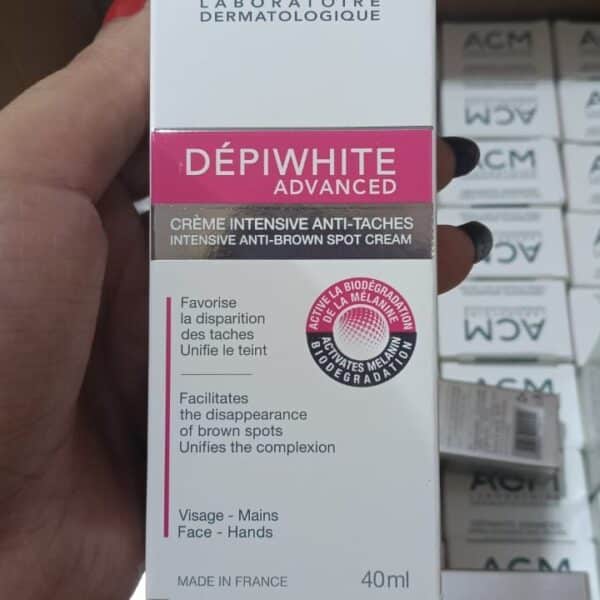 LABORATOIRE
DERMATOLOGIQUE
DÉPIWHITE
ADVANCED
CRÈME INTENSIVE ANTI-TACHES
INTENSIVE ANTI-BROWN SPOT CREAM
Favorise
la disparition
des taches
Unifie le teint
ACTIVE LA BIODÉGRADATION
DE LA MÉLANINE
ACTIVATES MELANIN
BIODEGRADATION
Facilitates
the disappearance
of brown spots
Unifies the complexion
Visage - Mains
Face - Hands
MADE IN FRANCE
40ml
ACM
ACM
ACM
ACM
ACM
ACM
ACM